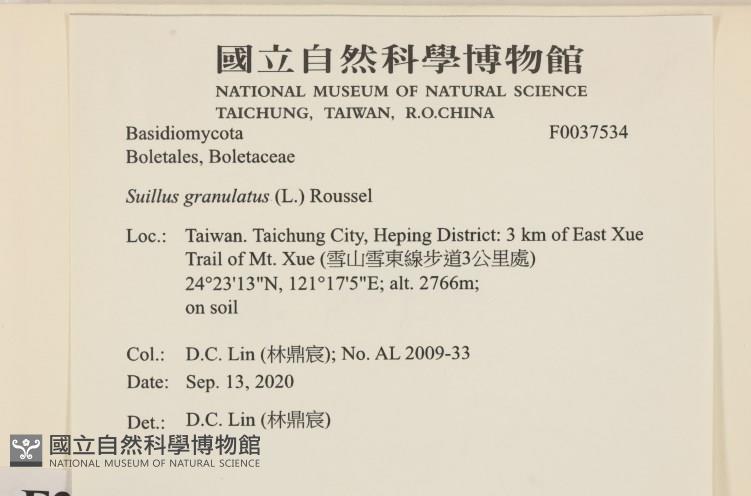 國立自然科學博物館
NATIONAL MUSEUM OF NATURAL SCIENCE
TAICHUNG, TAIWAN, R.O.CHINA
Basidiomycota F0037534
Boletales, Boletaceae
Suillus granulatus (L.) Roussel
Loc.: Taiwan. Taichung City, Heping District: 3 km of East Xue
Trail of Mt. Xue (雪山雪東線步道3公里處)
24°23'13"N, 121°17'5"E; alt. 2766m;
on soil
Col.: D.C. Lin (林鼎宸); No. AL 2009-33
Date: Sep. 13, 2020
Det.: D.C. Lin (林鼎宸)
國立自然科學博物館
NATIONAL MUSEUM OF NATURAL SCIENCE